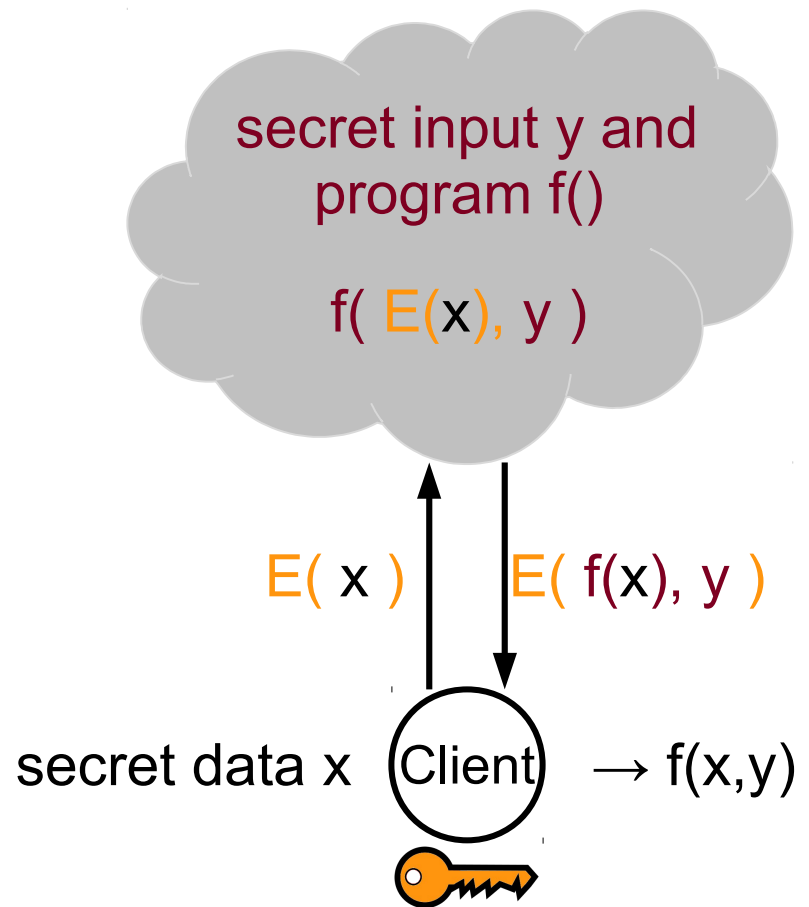 secret input y and
program f()
f( E(x), y )
E( x )
E( f(x), y )
secret data x
Client
→ f(x,y)